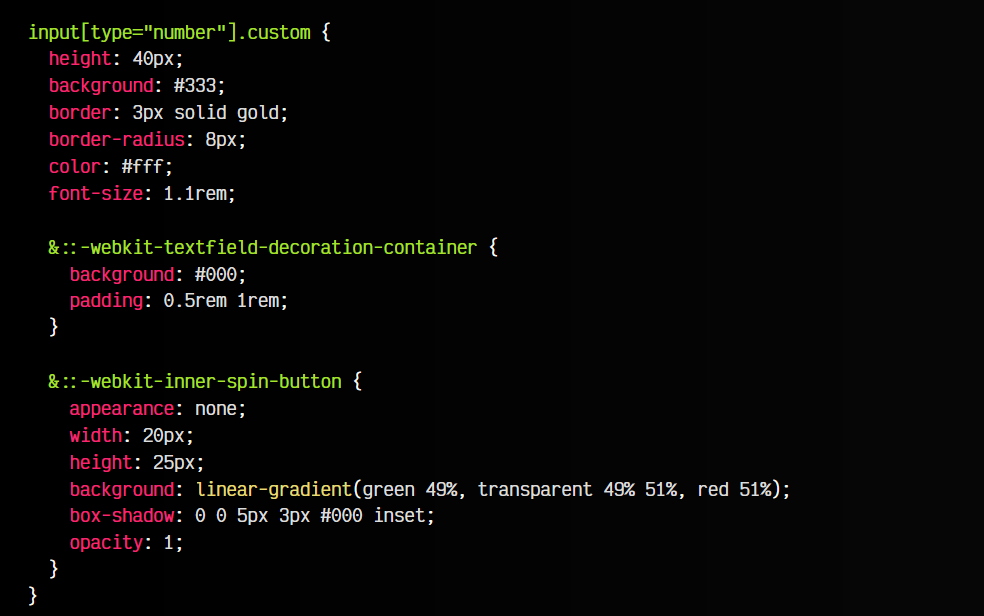 input[type="number"].custom {
  height: 40px;
  background: #333;
  border: 3px solid gold;
  border-radius: 8px;
  color: #fff;
  font-size: 1.1rem;

  &::-webkit-textfield-decoration-container {
    background: #000;
    padding: 0.5rem 1rem;
  }

  &::-webkit-inner-spin-button {
    appearance: none;
    width: 20px;
    height: 25px;
    background: linear-gradient(green 49%, transparent 49% 51%, red 51%);
    box-shadow: 0 0 5px 3px #000 inset;
    opacity: 1;
  }
}